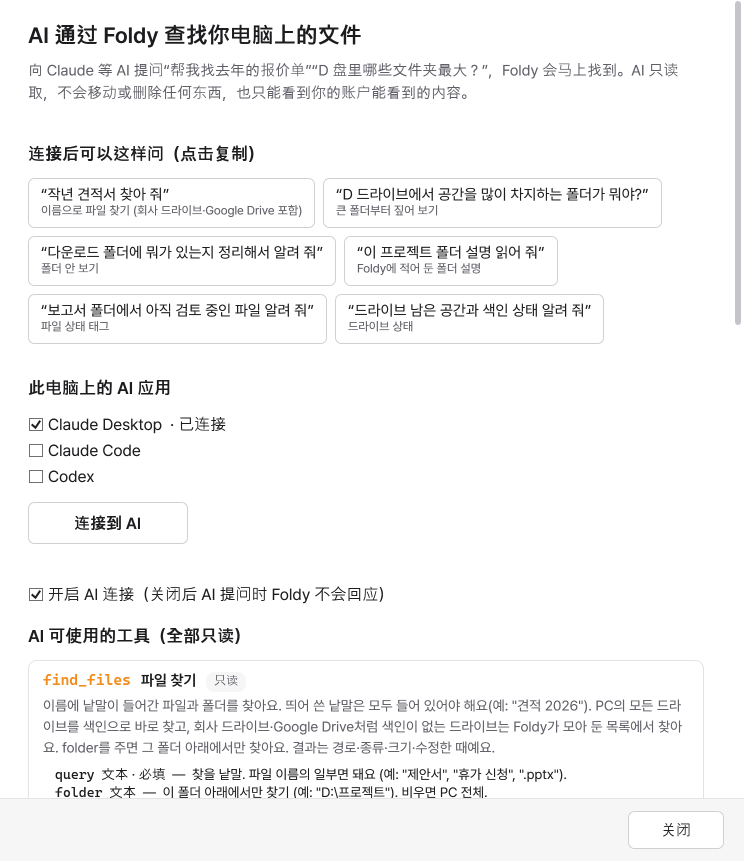 AI 通过 Foldy 查找你电脑上的文件
向 Claude 等 AI 提问“帮我找去年的报价单”“D 盘里哪些文件夹最大？”，Foldy 会马上找到。AI 只读
取，不会移动或删除任何东西，也只能看到你的账户能看到的内容。
连接后可以这样问（点击复制）
“작년 견적서 찾아 줘”
이름으로 파일 찾기 (회사 드라이브·Google Drive 포함)
“D 드라이브에서 공간을 많이 차지하는 폴더가 뭐야?”
큰 폴더부터 짚어 보기
“다운로드 폴더에 뭐가 있는지 정리해서 알려 줘”
폴더 안 보기
“이 프로젝트 폴더 설명 읽어 줘”
Foldy에 적어 둔 폴더 설명
“보고서 폴더에서 아직 검토 중인 파일 알려 줘”
파일 상태 태그
“드라이브 남은 공간과 색인 상태 알려 줘”
드라이브 상태
此电脑上的 AI 应用
Claude Desktop · 已连接
Claude Code
Codex
连接到 AI
开启 AI 连接（关闭后 AI 提问时 Foldy 不会回应）
AI 可使用的工具（全部只读）
find_files 파일 찾기 只读
이름에 낱말이 들어간 파일과 폴더를 찾아요. 띄어 쓴 낱말은 모두 들어 있어야 해요(예: "견적 2026"). PC의 모든 드라
이브를 색인으로 바로 찾고, 회사 드라이브·Google Drive처럼 색인이 없는 드라이브는 Foldy가 모아 둔 목록에서 찾아
요. folder를 주면 그 폴더 아래에서만 찾아요. 결과는 경로·종류·크기·수정한 때예요.
query 文本 · 必填 — 찾을 낱말. 파일 이름의 일부면 돼요 (예: "제안서", "휴가 신청", ".pptx").
folder 文本 — 이 폴더 아래에서만 찾기 (예: "D:\프로젝트"). 비우면 PC 전체.
关闭